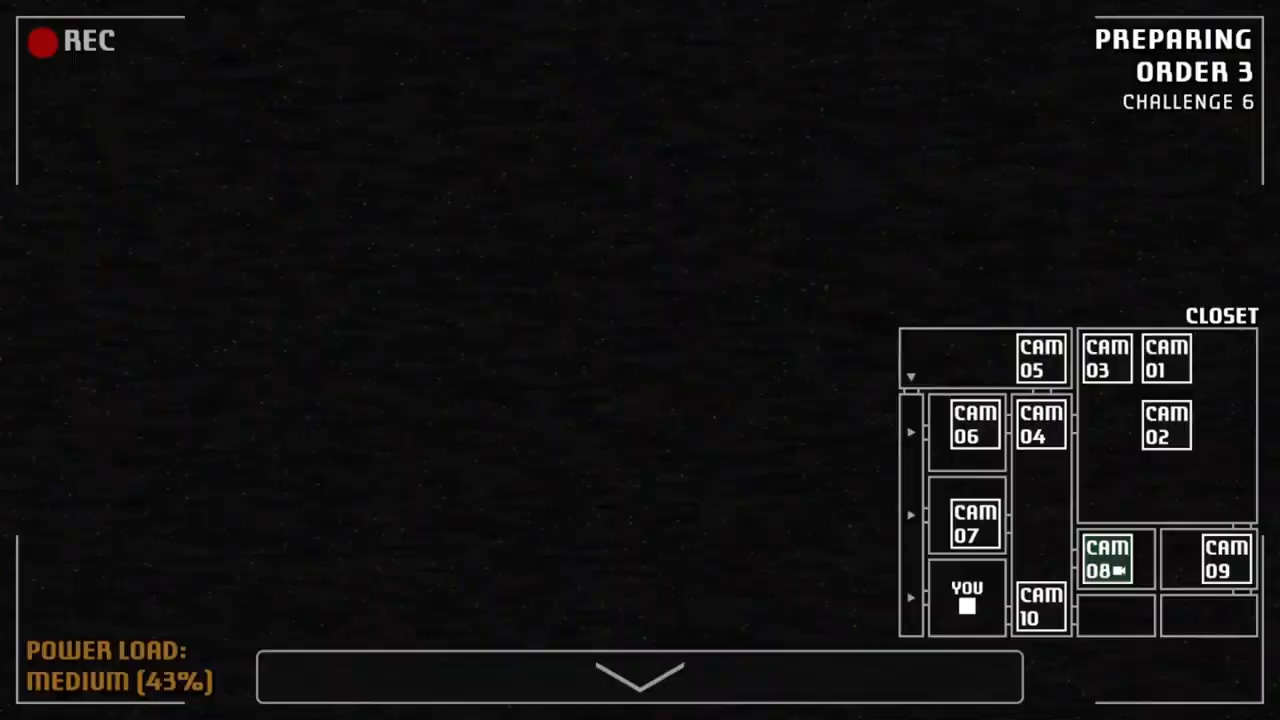 REC
PREPARING
ORDER 3
CHALLENGE 6
CLOSET
CAM
05
CAM
03
CAM
01
CAM
06
CAM
04
CAM
02
CAM
07
CAM
08
CAM
09
YOU
CAM
10
POWER LOAD:
MEDIUM (43%)